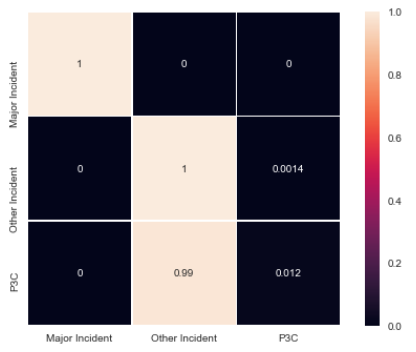 Major Incident
1 0 0
Other Incident
0 1 0.0014
P3C
0 0.99 0.012
Major Incident Other Incident P3C
1.0
0.8
0.6
0.4
0.2
0.0